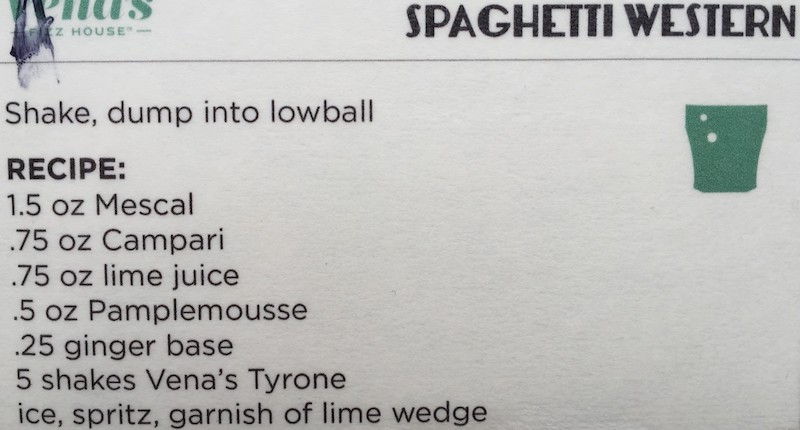 Vena's
FIZZ HOUSE™
SPAGHETTI WESTERN
Shake, dump into lowball
RECIPE:
1.5 oz Mescal
.75 oz Campari
.75 oz lime juice
.5 oz Pamplemousse
.25 ginger base
5 shakes Vena's Tyrone
ice, spritz, garnish of lime wedge